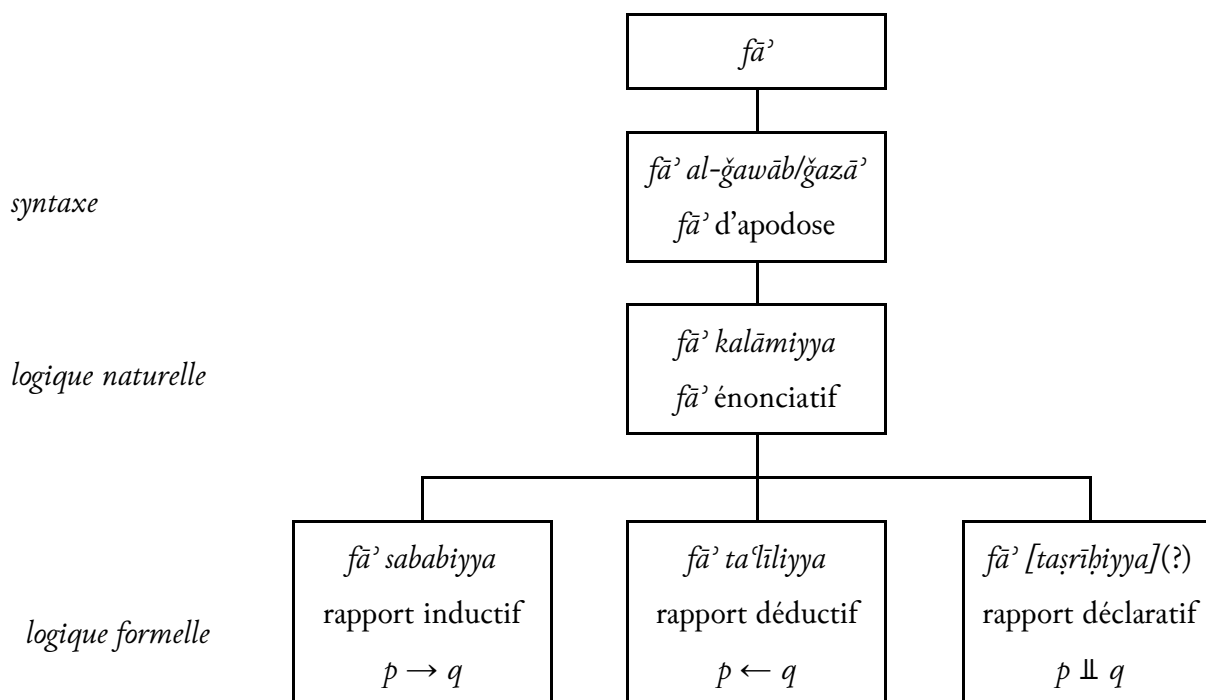 fāʾ
syntaxe
fāʾ al-ǧawāb/ǧazāʾ
fāʾ d’apodose
logique naturelle
fāʾ kalāmiyya
fāʾ énonciatif
logique formelle
fāʾ sababiyya
rapport inductif
p → q
fāʾ taʿlīliyya
rapport déductif
p ← q
fāʾ [taṣrīḥiyya](?)
rapport déclaratif
p ⫫ q